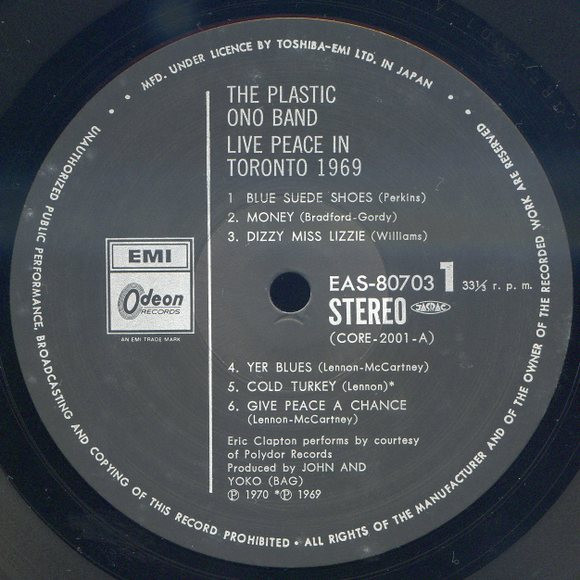 MFD. UNDER LICENCE BY TOSHIBA-EMI LTD. IN JAPAN
THE PLASTIC
ONO BAND
LIVE PEACE IN
TORONTO 1969
1 BLUE SUEDE SHOES (Perkins)
2. MONEY (Bradford-Gordy)
3. DIZZY MISS LIZZIE (Williams)
EMI
Odeon
RECORDS
AN EMI TRADE MARK
EAS-80703 1 33⅓ r. p. m.
STEREO JASRAC
(CORE-2001-A)
4. YER BLUES (Lennon-McCartney)
5. COLD TURKEY (Lennon)*
6. GIVE PEACE A CHANCE
(Lennon-McCartney)
Eric Clapton performs by courtesy
of Polydor Records
Produced by JOHN AND
YOKO (BAG)
℗ 1970 *℗ 1969
UNAUTHORIZED PUBLIC PERFORMANCE, BROADCASTING AND COPYING OF THIS RECORD PROHIBITED • ALL RIGHTS OF THE MANUFACTURER AND OF THE OWNER OF THE RECORDED WORK ARE RESERVED